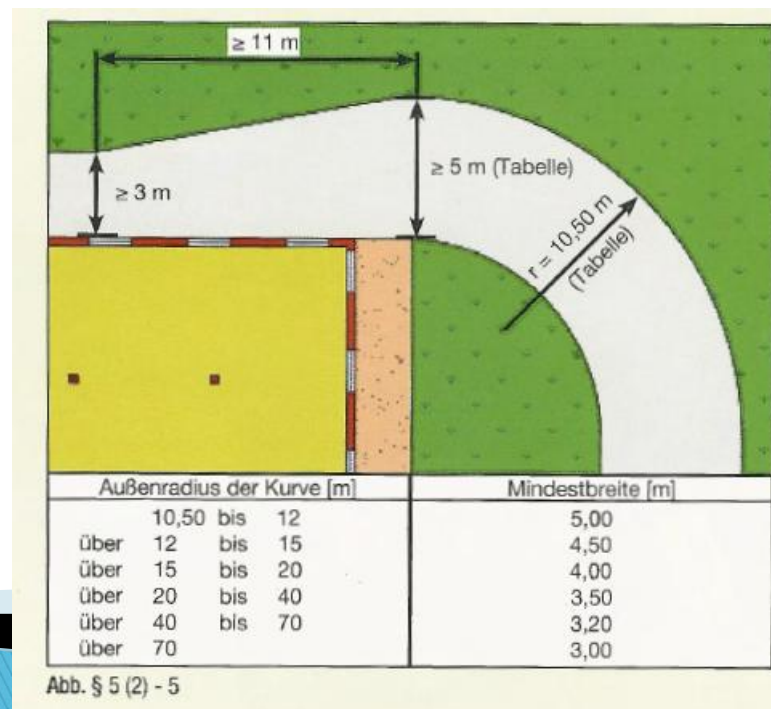 ≥ 11 m
≥ 3 m
≥ 5 m (Tabelle)
r = 10,50 m
(Tabelle)
Außenradius der Kurve [m] Mindestbreite [m]
10,50 bis 12 5,00
über 12 bis 15 4,50
über 15 bis 20 4,00
über 20 bis 40 3,50
über 40 bis 70 3,20
über 70 3,00
Abb. § 5 (2) - 5